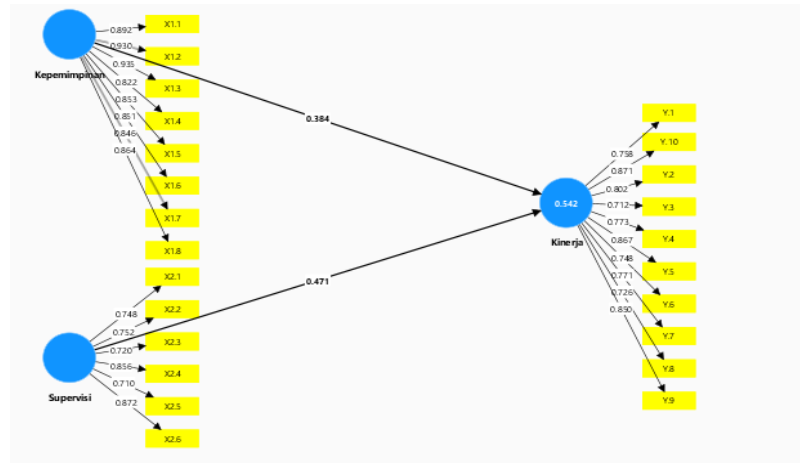 0.892
0.930
0.935
0.822
0.853
0.851
0.846
0.864
X1.1
X1.2
X1.3
X1.4
X1.5
X1.6
X1.7
X1.8
Kepemimpinan
0.384
0.748
0.752
0.720
0.856
0.710
0.872
X2.1
X2.2
X2.3
X2.4
X2.5
X2.6
Supervisi
0.471
0.542
Kinerja
0.758
0.871
0.802
0.712
0.773
0.867
0.748
0.771
0.726
0.850
Y.1
Y.10
Y.2
Y.3
Y.4
Y.5
Y.6
Y.7
Y.8
Y.9